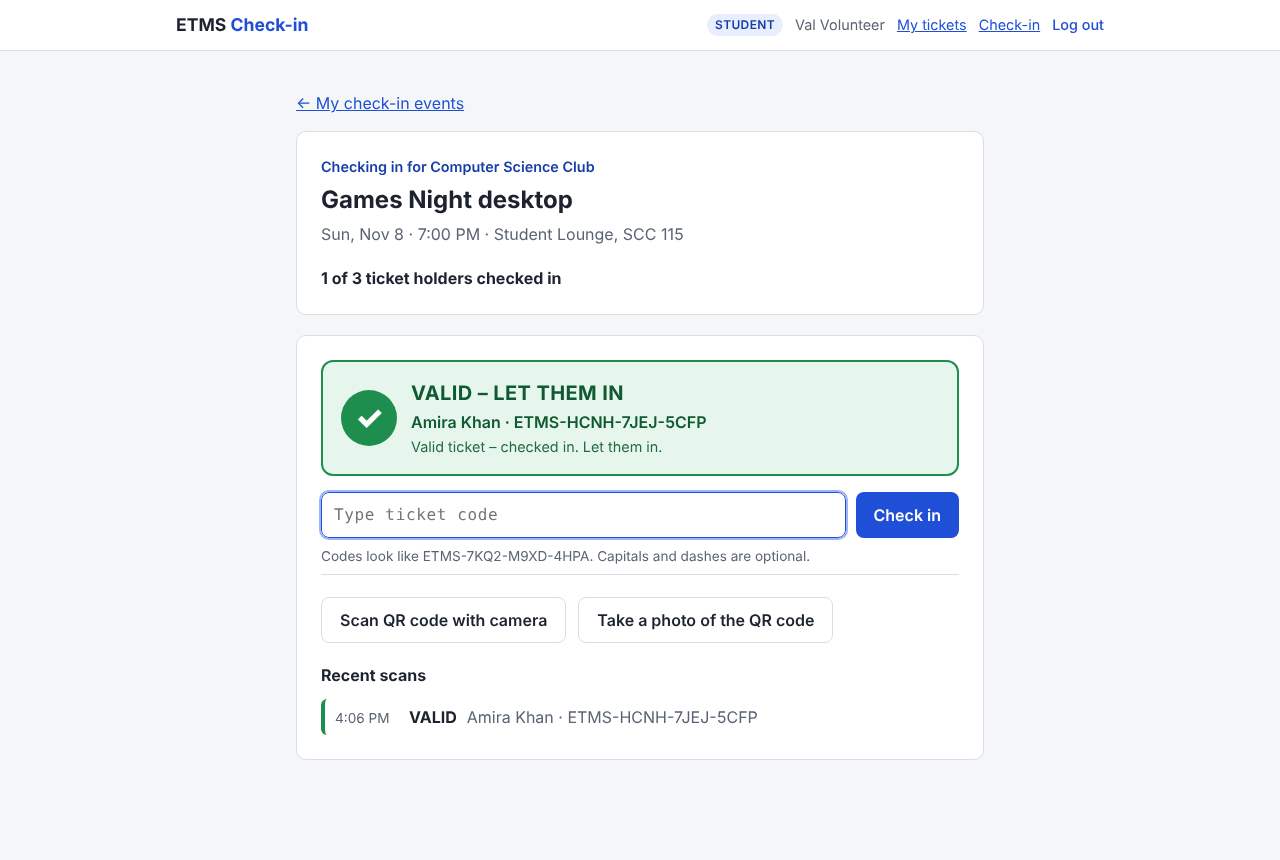 ETMS Check-in
STUDENT Val Volunteer My tickets Check-in Log out
← My check-in events
Checking in for Computer Science Club
Games Night desktop
Sun, Nov 8 · 7:00 PM · Student Lounge, SCC 115
1 of 3 ticket holders checked in
VALID – LET THEM IN
Amira Khan · ETMS-HCNH-7JEJ-5CFP
Valid ticket – checked in. Let them in.
Type ticket code
Check in
Codes look like ETMS-7KQ2-M9XD-4HPA. Capitals and dashes are optional.
Scan QR code with camera
Take a photo of the QR code
Recent scans
4:06 PM VALID Amira Khan · ETMS-HCNH-7JEJ-5CFP